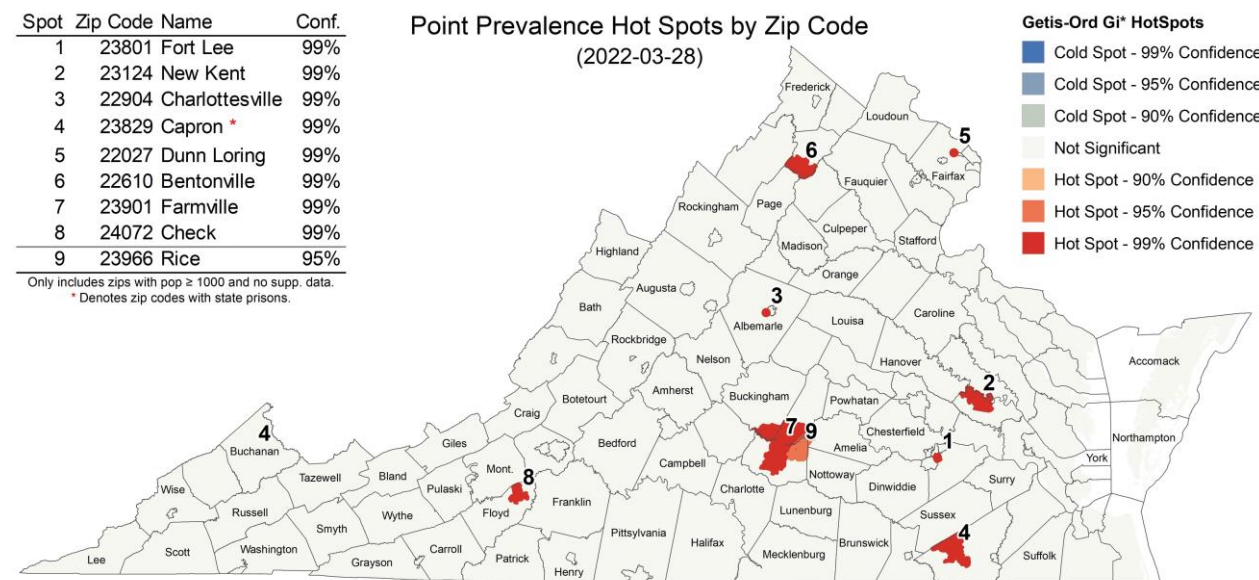 Spot Zip Code Name Conf.
1 23801 Fort Lee 99%
2 23124 New Kent 99%
3 22904 Charlottesville 99%
4 23829 Capron * 99%
5 22027 Dunn Loring 99%
6 22610 Bentonville 99%
7 23901 Farmville 99%
8 24072 Check 99%
9 23966 Rice 95%
Only includes zips with pop ≥ 1000 and no supp. data.
* Denotes zip codes with state prisons.
Point Prevalence Hot Spots by Zip Code
(2022-03-28)
Getis-Ord Gi* HotSpots
Cold Spot - 99% Confidence
Cold Spot - 95% Confidence
Cold Spot - 90% Confidence
Not Significant
Hot Spot - 90% Confidence
Hot Spot - 95% Confidence
Hot Spot - 99% Confidence
Frederick
Loudoun
5
6
Fairfax
Fauquier
Rockingham
Page
Culpeper
Stafford
Madison
Highland
Orange
Augusta
3
Bath
Albemarle
Louisa
Caroline
Rockbridge
Nelson
Hanover
Accomack
Amherst
2
Buckingham
Powhatan
Botetourt
Craig
7
9
Chesterfield
4
Buchanan
Giles
Bedford
Amelia
1
Northampton
Campbell
York
Mont.
8
Tazewell
Bland
Nottoway
Dinwiddie
Surry
Wise
Pulaski
Charlotte
Franklin
Russell
Wythe
Floyd
Lunenburg
Sussex
Smyth
Pittsylvania
4
Halifax
Brunswick
Lee
Scott
Washington
Carroll
Patrick
Mecklenburg
Suffolk
Grayson
Henry